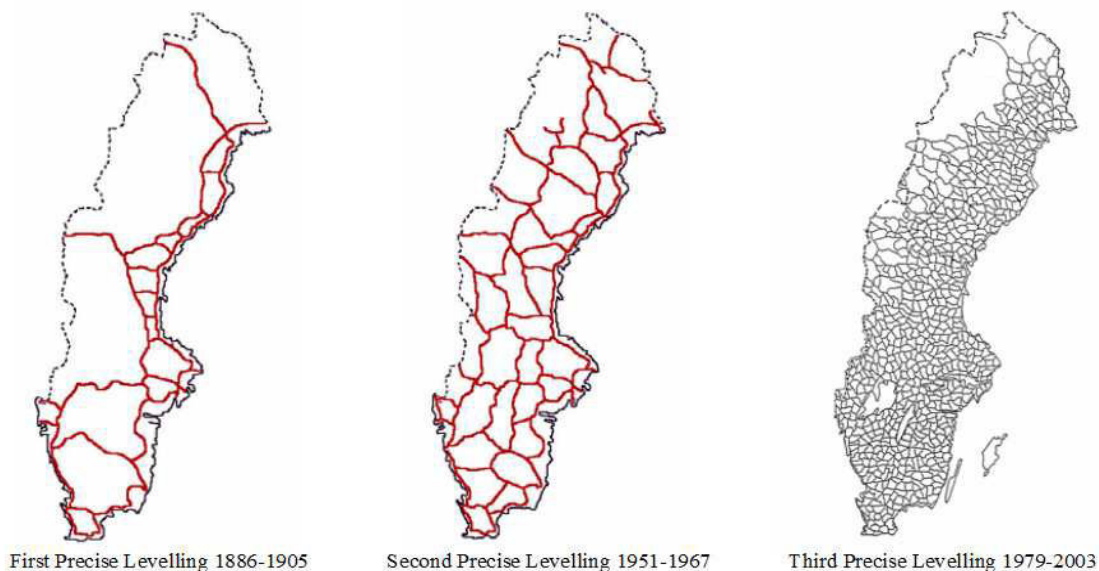 First Precise Levelling 1886-1905
Second Precise Levelling 1951-1967
Third Precise Levelling 1979-2003